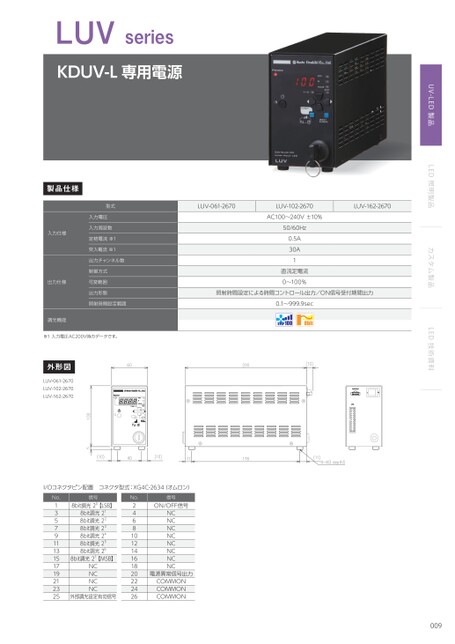 LUV series
KDUV-L 専用電源
LUV
UV-LED 製品
LED 照明製品
カスタム製品
LED 技術資料
製品仕様
型式 LUV-061-2670 LUV-102-2670 LUV-162-2670
入力仕様
入力電圧 AC100～240V ±10%
入力周波数 50/60Hz
定格電流 ※1 0.5A
突入電流 ※1 30A
出力仕様
出力チャンネル数 1
制御方式 直流定電流
可変範囲 0～100%
出力形態 照射時間設定による時間コントロール出力／ON信号受付期間出力
照射時間設定範囲 0.1～999.9sec
調光機能
※1 入力電圧AC200V時のデータです。
外形図
LUV-061-2670
LUV-102-2670
LUV-162-2670
I/Oコネクタピン配置 コネクタ型式：XG4C-2634 (オムロン)
No. 信号 No. 信号
1 8bit調光 2⁰【LSB】 2 ON/OFF信号
3 8bit調光 2¹ 4 NC
5 8bit調光 2² 6 NC
7 8bit調光 2³ 8 NC
9 8bit調光 2⁴ 10 NC
11 8bit調光 2⁵ 12 NC
13 8bit調光 2⁶ 14 NC
15 8bit調光 2⁷【MSB】 16 NC
17 NC 18 NC
19 NC 20 電源異常信号出力
21 NC 22 COMMON
23 NC 24 COMMON
25 外部調光設定有効信号 26 COMMON
009